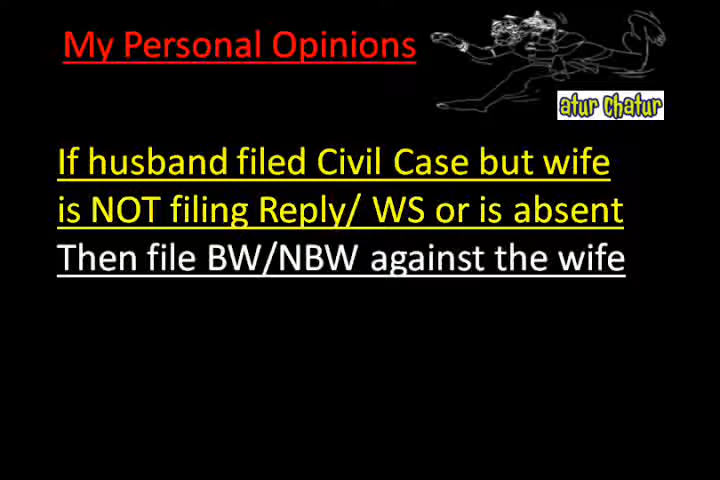 My Personal Opinions
atur chatur
If husband filed Civil Case but wife
is NOT filing Reply/ WS or is absent
Then file BW/NBW against the wife